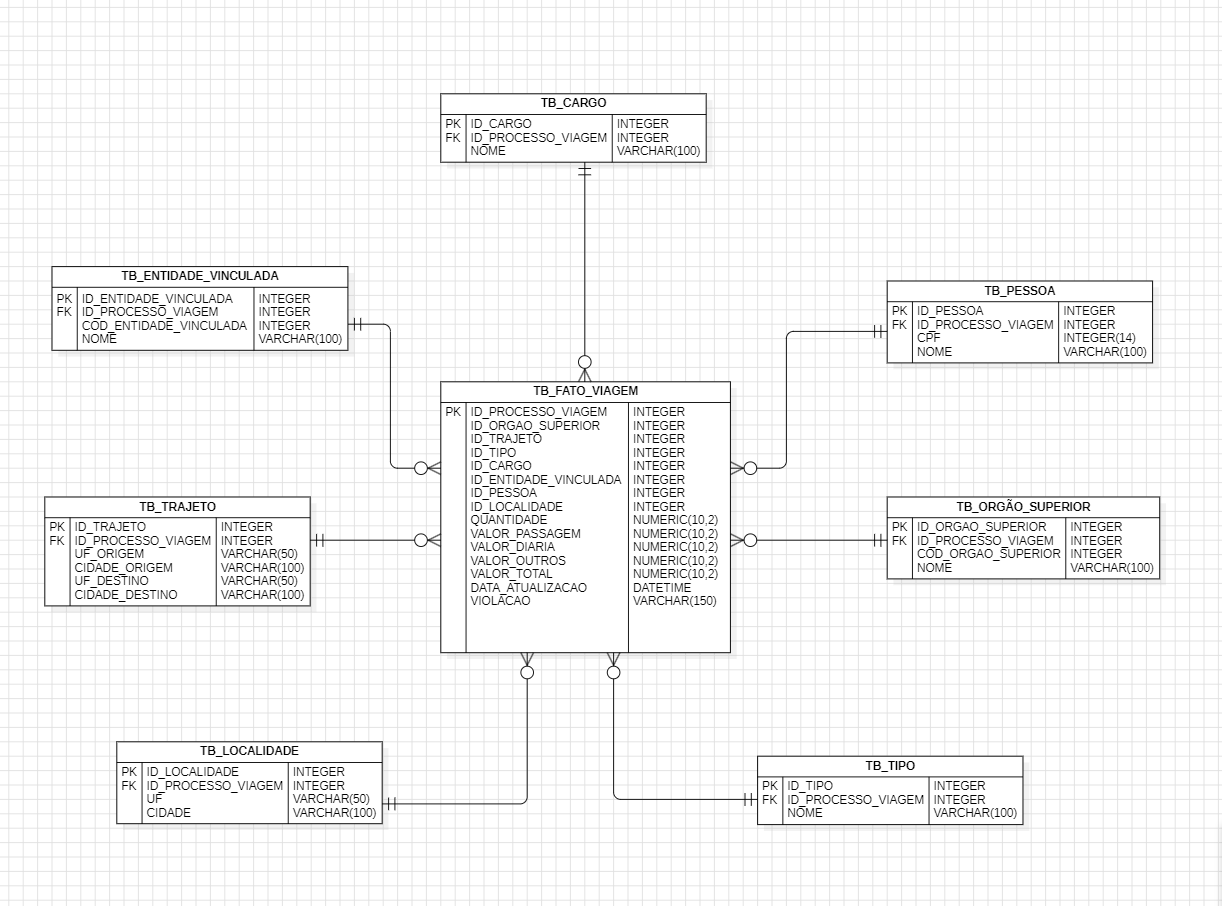 TB_CARGO
PK ID_CARGO INTEGER
FK ID_PROCESSO_VIAGEM INTEGER
NOME VARCHAR(100)
TB_ENTIDADE_VINCULADA
PK ID_ENTIDADE_VINCULADA INTEGER
FK ID_PROCESSO_VIAGEM INTEGER
COD_ENTIDADE_VINCULADA INTEGER
NOME VARCHAR(100)
TB_PESSOA
PK ID_PESSOA INTEGER
FK ID_PROCESSO_VIAGEM INTEGER
CPF INTEGER(14)
NOME VARCHAR(100)
TB_FATO_VIAGEM
PK ID_PROCESSO_VIAGEM INTEGER
ID_ORGAO_SUPERIOR INTEGER
ID_TRAJETO INTEGER
ID_TIPO INTEGER
ID_CARGO INTEGER
ID_ENTIDADE_VINCULADA INTEGER
ID_PESSOA INTEGER
ID_LOCALIDADE INTEGER
QUANTIDADE NUMERIC(10,2)
VALOR_PASSAGEM NUMERIC(10,2)
VALOR_DIARIA NUMERIC(10,2)
VALOR_OUTROS NUMERIC(10,2)
VALOR_TOTAL NUMERIC(10,2)
DATA_ATUALIZACAO DATETIME
VIOLACAO VARCHAR(150)
TB_TRAJETO
PK ID_TRAJETO INTEGER
FK ID_PROCESSO_VIAGEM INTEGER
UF_ORIGEM VARCHAR(50)
CIDADE_ORIGEM VARCHAR(100)
UF_DESTINO VARCHAR(50)
CIDADE_DESTINO VARCHAR(100)
TB_ORGÃO_SUPERIOR
PK ID_ORGAO_SUPERIOR INTEGER
FK ID_PROCESSO_VIAGEM INTEGER
COD_ORGAO_SUPERIOR INTEGER
NOME VARCHAR(100)
TB_LOCALIDADE
PK ID_LOCALIDADE INTEGER
FK ID_PROCESSO_VIAGEM INTEGER
UF VARCHAR(50)
CIDADE VARCHAR(100)
TB_TIPO
PK ID_TIPO INTEGER
FK ID_PROCESSO_VIAGEM INTEGER
NOME VARCHAR(100)